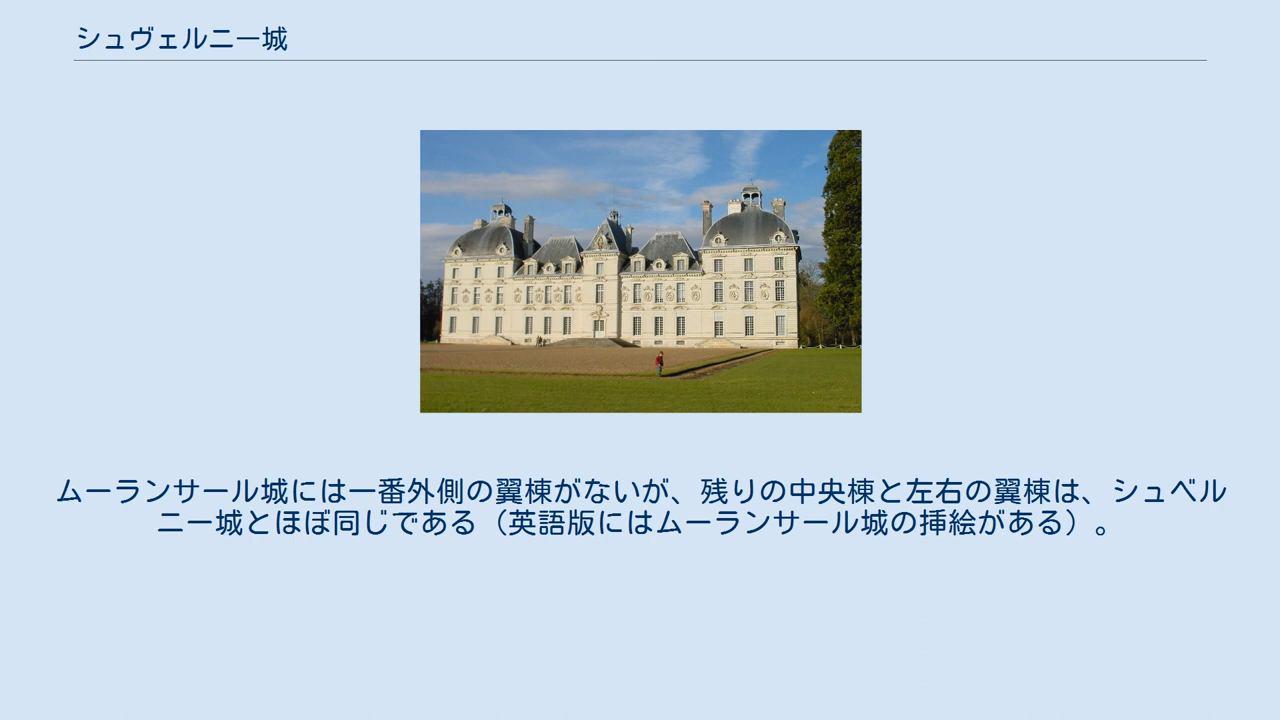 シュヴェルニー城
ムーランサール城には一番外側の翼棟がないが、残りの中央棟と左右の翼棟は、シュベル
ニー城とほぼ同じである（英語版にはムーランサール城の挿絵がある）。